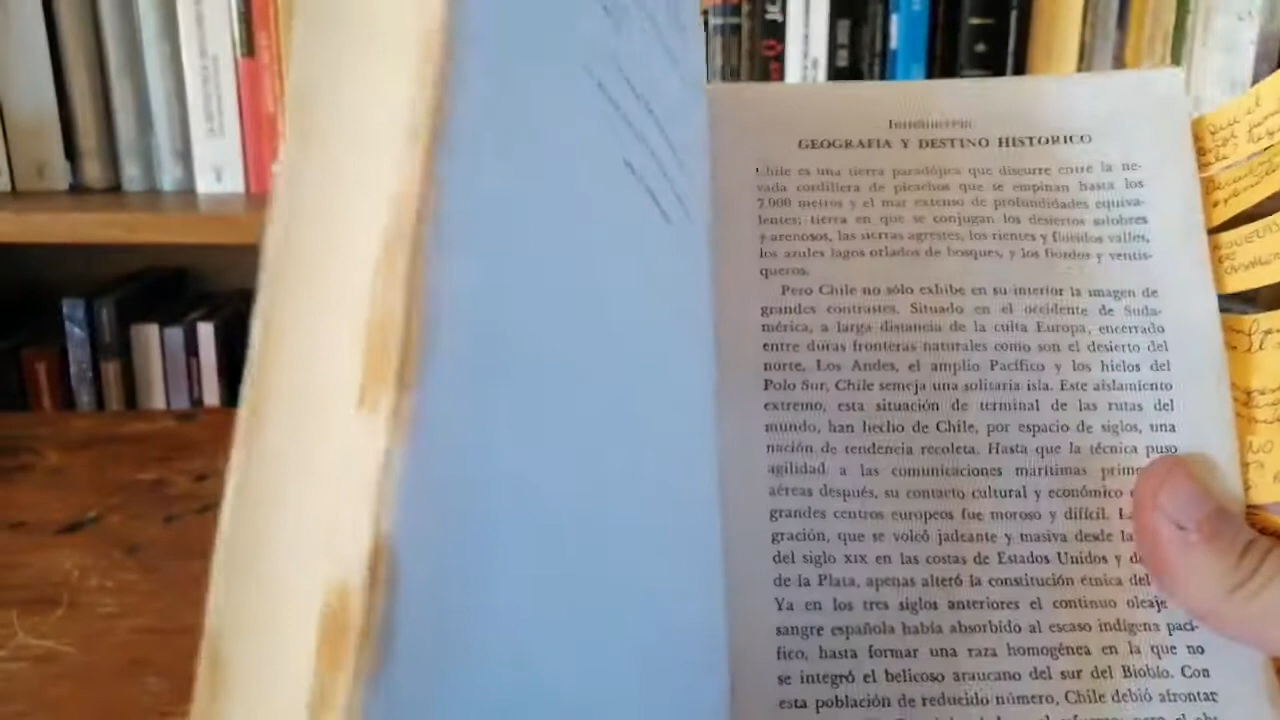 Introducción
GEOGRAFIA Y DESTINO HISTORICO
Chile es una tierra paradójica que discurre entre la ne-
vada cordillera de picachos que se empinan hasta los
7.000 metros y el mar extenso de profundidades equiva-
lentes; tierra en que se conjugan los desiertos salobres
y arenosos, las sierras agrestes, los rientes y fluidos valles,
los azules lagos orlados de bosques, y los fiordos y ventis-
queros.
Pero Chile no sólo exhibe en su interior la imagen de
grandes contrastes. Situado en el occidente de Suda-
mérica, a larga distancia de la culta Europa, encerrado
entre duras fronteras naturales como son el desierto del
norte, Los Andes, el amplio Pacífico y los hielos del
Polo Sur, Chile semeja una solitaria isla. Este aislamiento
extremo, esta situación de terminal de las rutas del
mundo, han hecho de Chile, por espacio de siglos, una
nación de tendencia recoleta. Hasta que la técnica puso
agilidad a las comunicaciones marítimas prime
aéreas después, su contacto cultural y económico
grandes centros europeos fue moroso y difícil.
gración, que se volcó jadeante y masiva desde la
del siglo XIX en las costas de Estados Unidos y
de la Plata, apenas alteró la constitución étnica del
Ya en los tres siglos anteriores el continuo oleaje
sangre española había absorbido al escaso indígena pací-
fico, hasta formar una raza homogénea en la que no
se integró el belicoso araucano del sur del Biobío. Con
esta población de reducido número, Chile debió afrontar